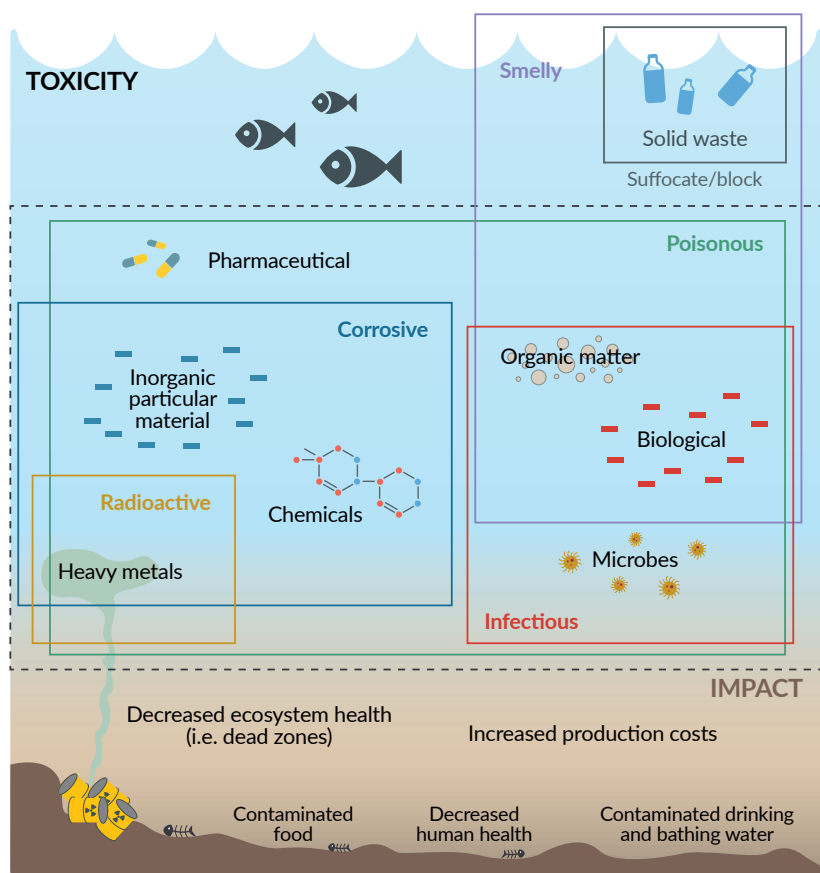 TOXICITY
Smelly
Solid waste
Suffocate/block
Poisonous
Pharmaceutical
Corrosive
Inorganic
particular
material
Organic matter
Biological
Radioactive
Chemicals
Heavy metals
Microbes
Infectious
IMPACT
Decreased ecosystem health
(i.e. dead zones)
Increased production costs
Contaminated
food
Decreased
human health
Contaminated drinking
and bathing water